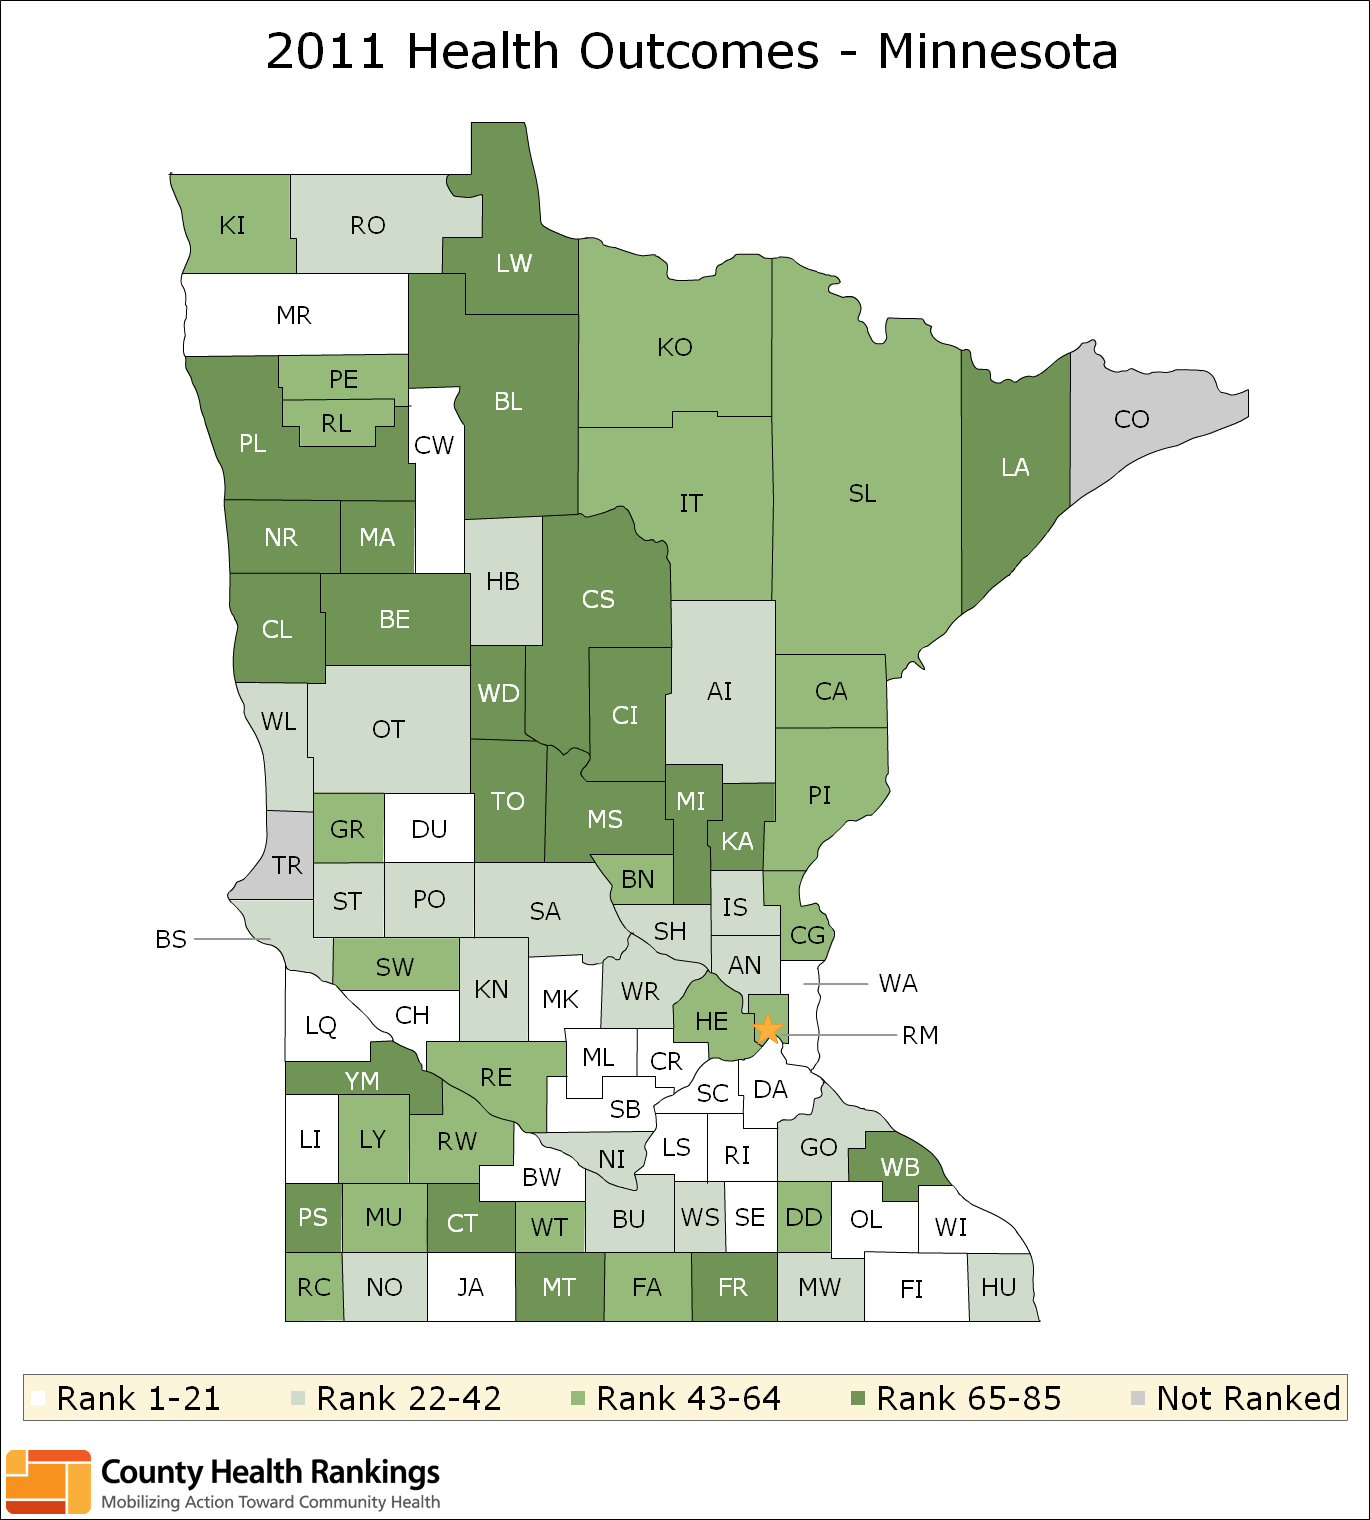 2011 Health Outcomes - Minnesota
KI
RO
LW
MR
KO
PE
BL
RL
CO
PL
CW
LA
SL
IT
NR
MA
HB
CS
BE
CL
AI
CA
WD
WL
CI
OT
PI
TO
MI
MS
GR
DU
KA
TR
BN
ST
PO
SA
IS
SH
CG
BS
SW
AN
WA
KN
WR
MK
CH
HE
LQ
RM
ML
CR
YM
RE
DA
SC
SB
LI
LY
RW
LS
GO
RI
NI
WB
BW
PS
MU
CT
WT
BU
WS
SE
DD
OL
WI
RC
NO
JA
MT
FA
FR
MW
FI
HU
Rank 1-21 Rank 22-42 Rank 43-64 Rank 65-85 Not Ranked
County Health Rankings
Mobilizing Action Toward Community Health